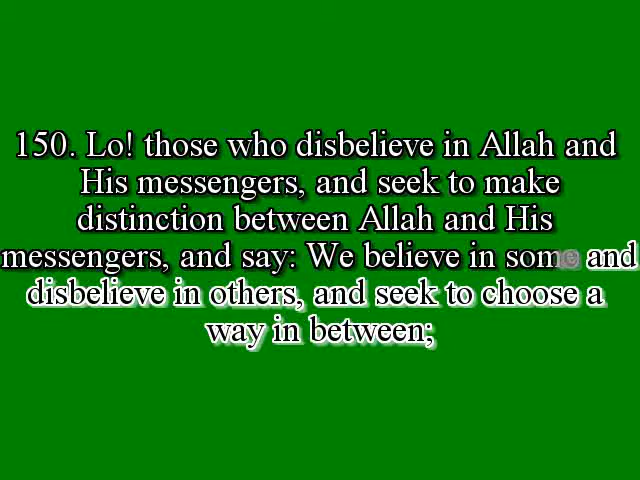 150. Lo! those who disbelieve in Allah and
His messengers, and seek to make
distinction between Allah and His
messengers, and say: We believe in some and
disbelieve in others, and seek to choose a
way in between;